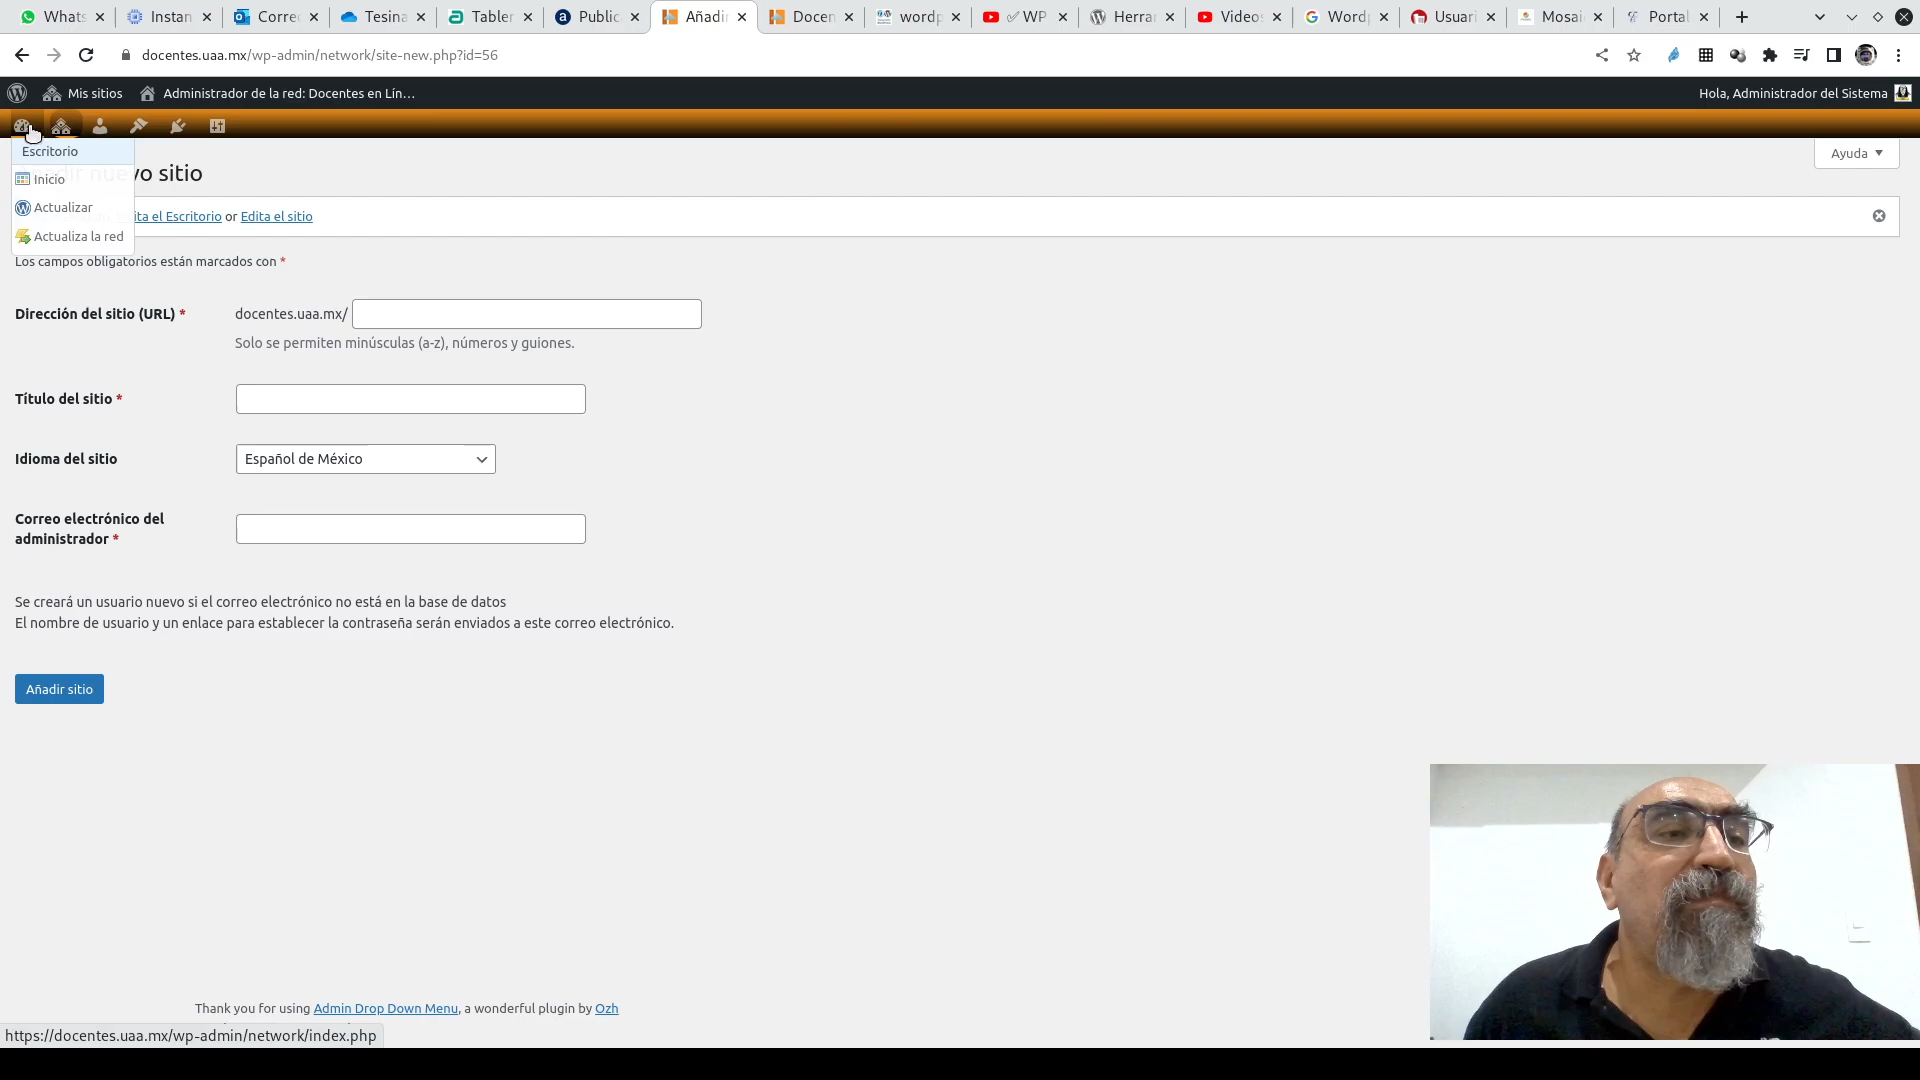 Whats
Instan
Corre
Tesina
Tabler
Public
Añadir
Docen
wordp
WP
Herrar
Videos
Wordp
Usuari
Mosai
Portal
docentes.uaa.mx/wp-admin/network/site-new.php?id=56
Mis sitios
Administrador de la red: Docentes en Lín…
Hola, Administrador del Sistema
Escritorio
Inicio
Actualizar
Actualiza la red
nuevo sitio
Ayuda
ita el Escritorio or Edita el sitio
Los campos obligatorios están marcados con *
Dirección del sitio (URL) *
docentes.uaa.mx/
Solo se permiten minúsculas (a-z), números y guiones.
Título del sitio *
Idioma del sitio
Español de México
Correo electrónico del
administrador *
Se creará un usuario nuevo si el correo electrónico no está en la base de datos
El nombre de usuario y un enlace para establecer la contraseña serán enviados a este correo electrónico.
Añadir sitio
Thank you for using Admin Drop Down Menu, a wonderful plugin by Ozh
https://docentes.uaa.mx/wp-admin/network/index.php